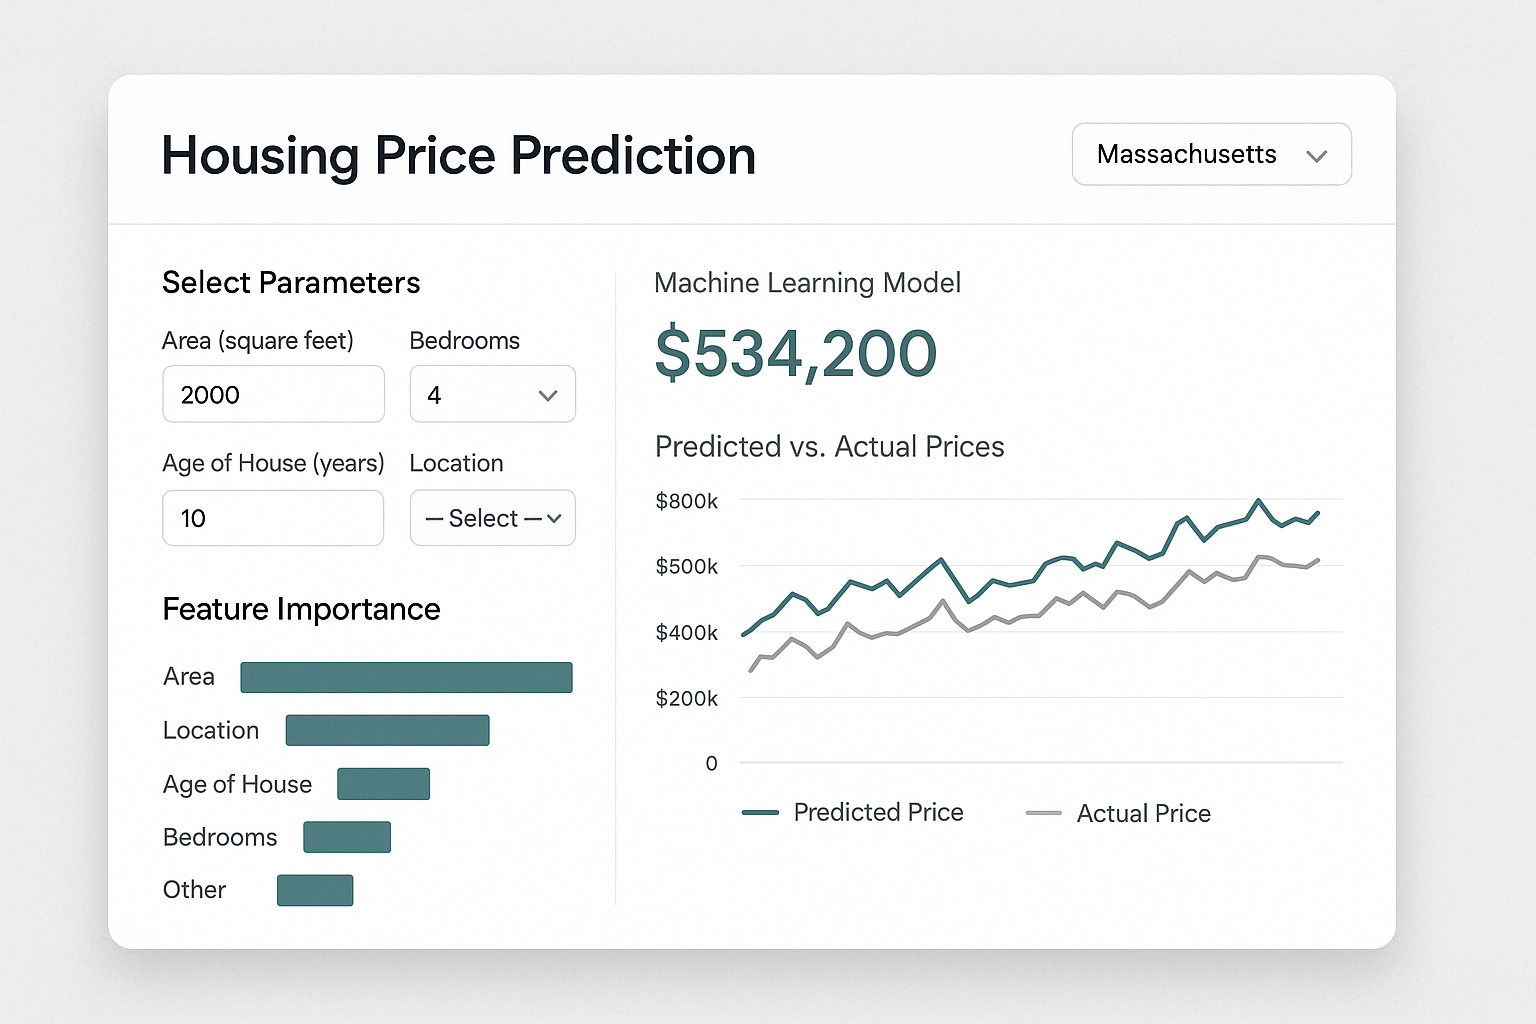 Housing Price Prediction
Massachusetts
Select Parameters
Area (square feet)
Bedrooms
2000
4
Age of House (years)
Location
10
— Select —
Feature Importance
Area
Location
Age of House
Bedrooms
Other
Machine Learning Model
$534,200
Predicted vs. Actual Prices
$800k
$500k
$400k
$200k
0
Predicted Price
Actual Price